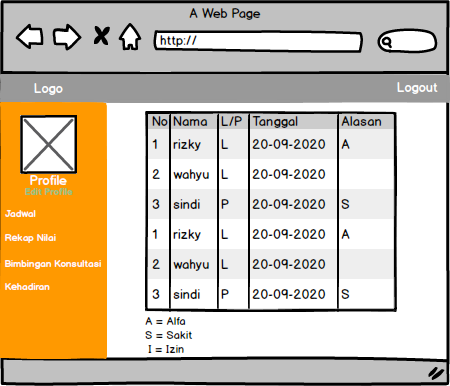 A Web Page
http://
Logo
Logout
Profile
Edit Profile
Jadwal
Rekap Nilai
Bimbingan Konsultasi
Kehadiran
No Nama L/P Tanggal Alasan
1 rizky L 20-09-2020 A
2 wahyu L 20-09-2020
3 sindi P 20-09-2020 S
1 rizky L 20-09-2020 A
2 wahyu L 20-09-2020
3 sindi P 20-09-2020 S
A = Alfa
S = Sakit
I = Izin